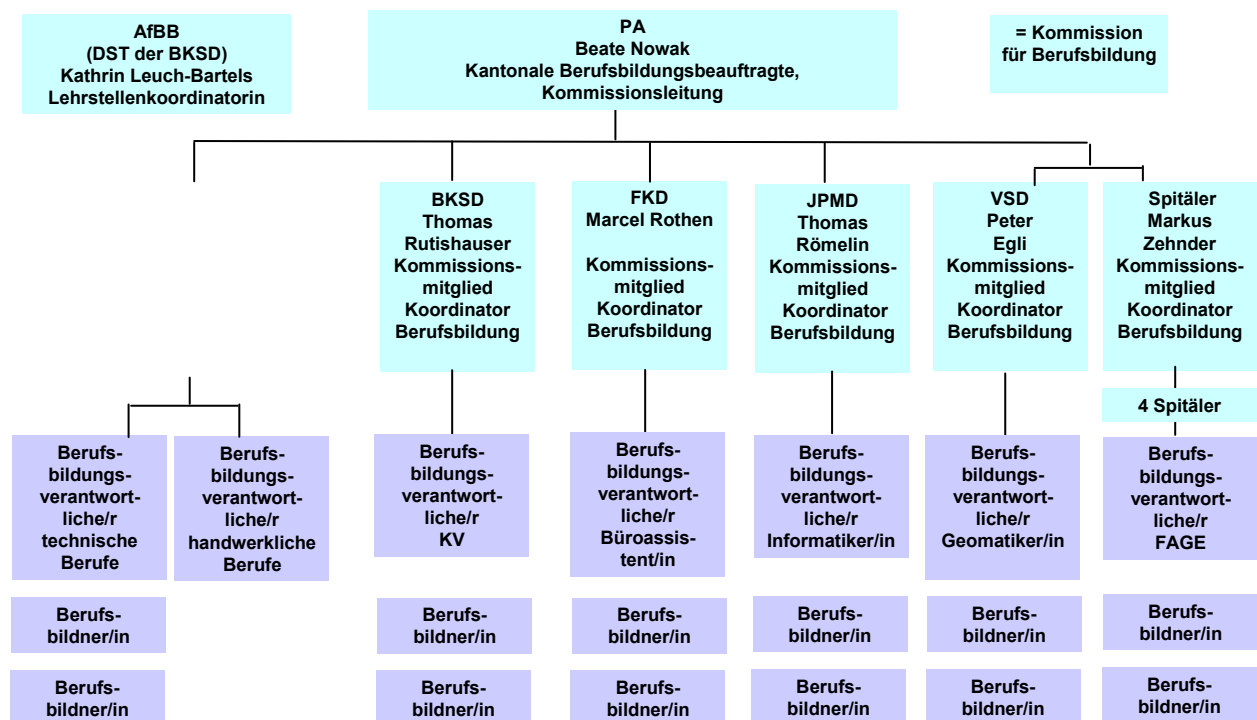 AfBB
(DST der BKSD)
Kathrin Leuch-Bartels
Lehrstellenkoordinatorin
PA
Beate Nowak
Kantonale Berufsbildungsbeauftragte,
Kommissionsleitung
= Kommission
für Berufsbildung
BKSD
Thomas
Rutishauser
Kommissions-
mitglied
Koordinator
Berufsbildung
FKD
Marcel Rothen
Kommissions-
mitglied
Koordinator
Berufsbildung
JPMD
Thomas
Römelin
Kommissions-
mitglied
Koordinator
Berufsbildung
VSD
Peter
Egli
Kommissions-
mitglied
Koordinator
Berufsbildung
Spitäler
Markus
Zehnder
Kommissions-
mitglied
Koordinator
Berufsbildung
4 Spitäler
Berufs-
bildungs-
verantwort-
liche/r
technische
Berufe
Berufs-
bildungs-
verantwort-
liche/r
handwerkliche
Berufe
Berufs-
bildungs-
verantwort-
liche/r
KV
Berufs-
bildungs-
verantwort-
liche/r
Büroassis-
tent/in
Berufs-
bildungs-
verantwort-
liche/r
Informatiker/in
Berufs-
bildungs-
verantwort-
liche/r
Geomatiker/in
Berufs-
bildungs-
verantwort-
liche/r
FAGE
Berufs-
bildner/in
Berufs-
bildner/in
Berufs-
bildner/in
Berufs-
bildner/in
Berufs-
bildner/in
Berufs-
bildner/in
Berufs-
bildner/in
Berufs-
bildner/in
Berufs-
bildner/in
Berufs-
bildner/in
Berufs-
bildner/in
Berufs-
bildner/in